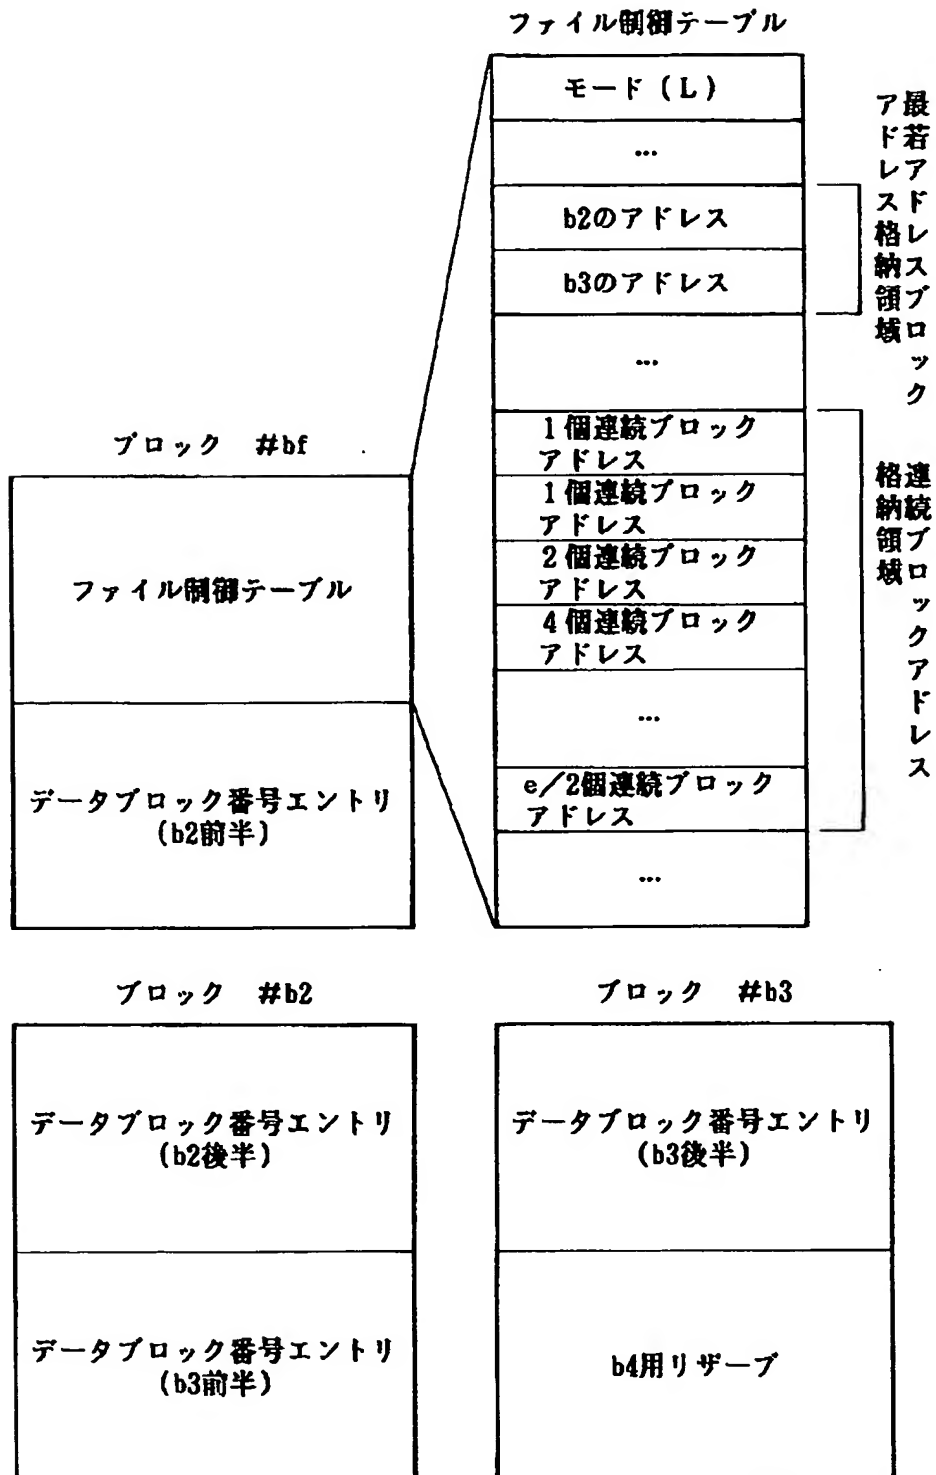 ファイル制御テーブル
モード(L)
…
b2のアドレス
b3のアドレス
…
1個連続ブロック
アドレス
1個連続ブロック
アドレス
2個連続ブロック
アドレス
4個連続ブロック
アドレス
…
e/2個連続ブロック
アドレス
…
最若アドレスブロック
アドレス格納領域
連続ブロックアドレス
格納領域
ブロック #bf
ファイル制御テーブル
データブロック番号エントリ
(b2前半)
ブロック #b2
データブロック番号エントリ
(b2後半)
データブロック番号エントリ
(b3前半)
ブロック #b3
データブロック番号エントリ
(b3後半)
b4用リザーブ